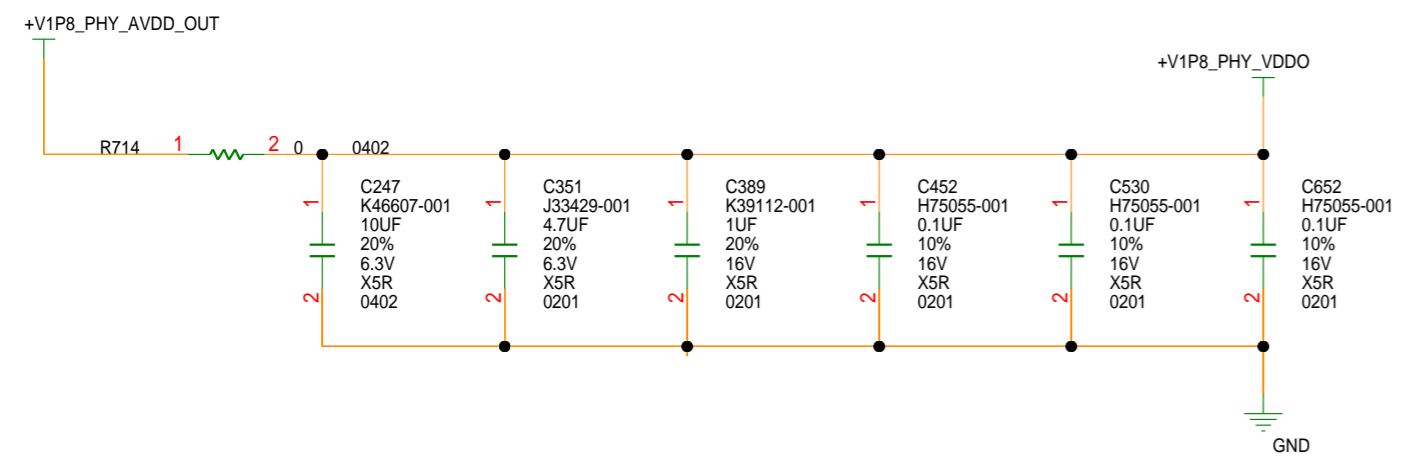 +V1P8_PHY_AVDD_OUT
+V1P8_PHY_VDDO
R714 1 2 0 0402
1
C247
K46607-001
10UF
20%
6.3V
X5R
0402
2
1
C351
J33429-001
4.7UF
20%
6.3V
X5R
0201
2
1
C389
K39112-001
1UF
20%
16V
X5R
0201
2
1
C452
H75055-001
0.1UF
10%
16V
X5R
0201
2
1
C530
H75055-001
0.1UF
10%
16V
X5R
0201
2
1
C652
H75055-001
0.1UF
10%
16V
X5R
0201
2
GND